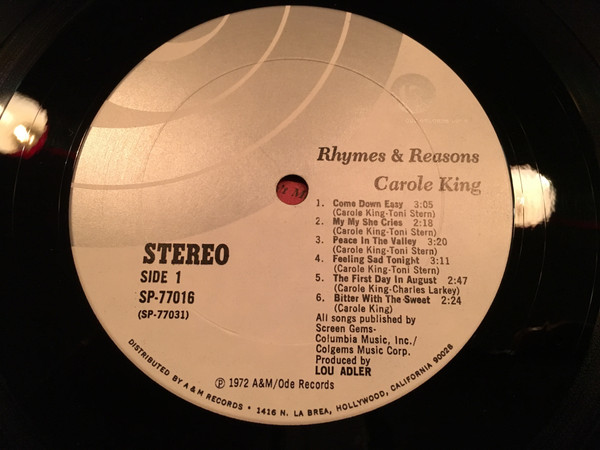 Rhymes & Reasons
Carole King
1. Come Down Easy 3:05
(Carole King-Toni Stern)
2. My My She Cries 2:18
(Carole King-Toni Stern)
3. Peace In The Valley 3:20
(Carole King-Toni Stern)
4. Feeling Sad Tonight 3:11
(Carole King-Toni Stern)
5. The First Day In August 2:47
(Carole King-Charles Larkey)
6. Bitter With The Sweet 2:24
(Carole King)
All songs published by
Screen Gems-
Columbia Music, Inc./
Colgems Music Corp.
Produced by
LOU ADLER
STEREO
SIDE 1
SP-77016
(SP-77031)
℗ 1972 A&M/Ode Records
DISTRIBUTED BY A & M RECORDS • 1416 N. LA BREA, HOLLYWOOD, CALIFORNIA 90028